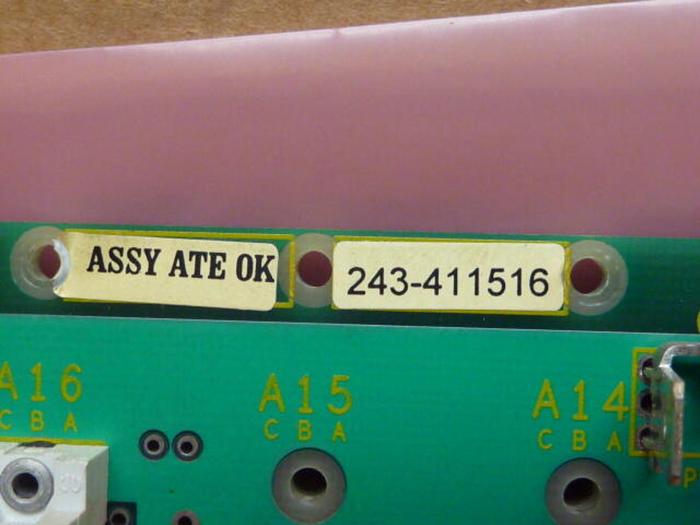 ASSY ATE OK
243-411516
A16 A15 A14
C B A C B A C B A
P